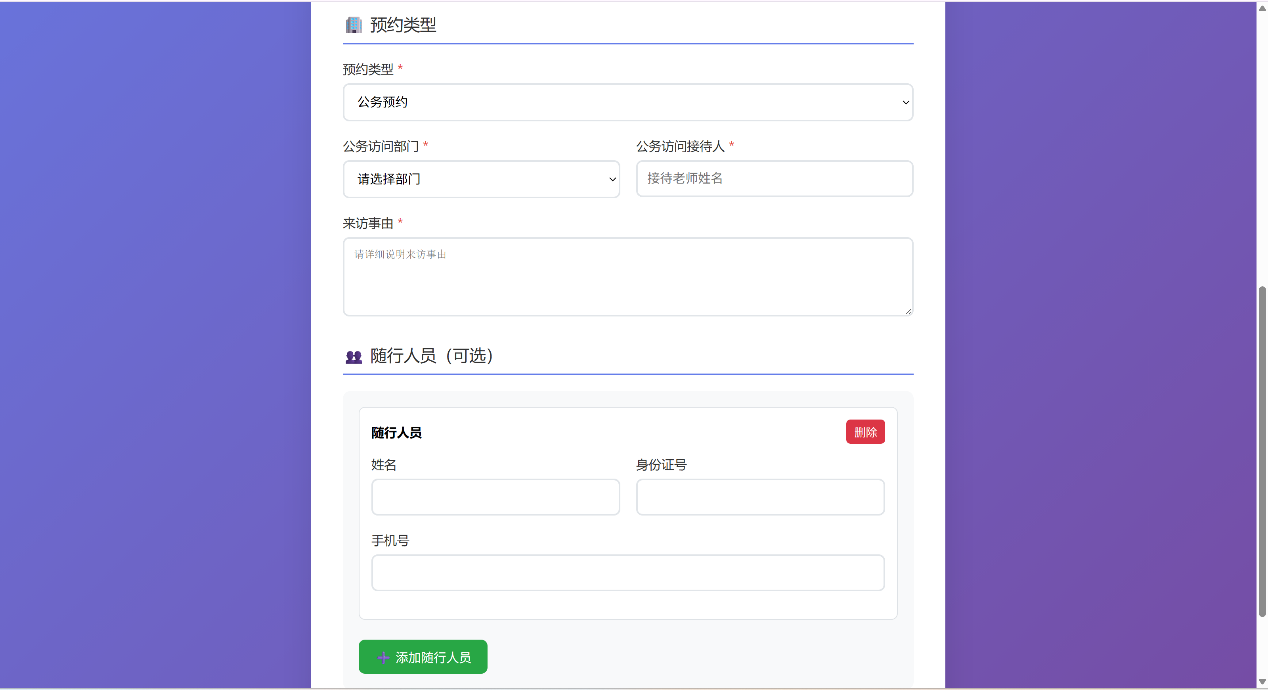 预约类型
预约类型 *
公务预约
公务访问部门 * 公务访问接待人 *
请选择部门 接待老师姓名
来访事由 *
请详细说明来访事由
随行人员（可选）
随行人员 删除
姓名 身份证号
手机号
添加随行人员